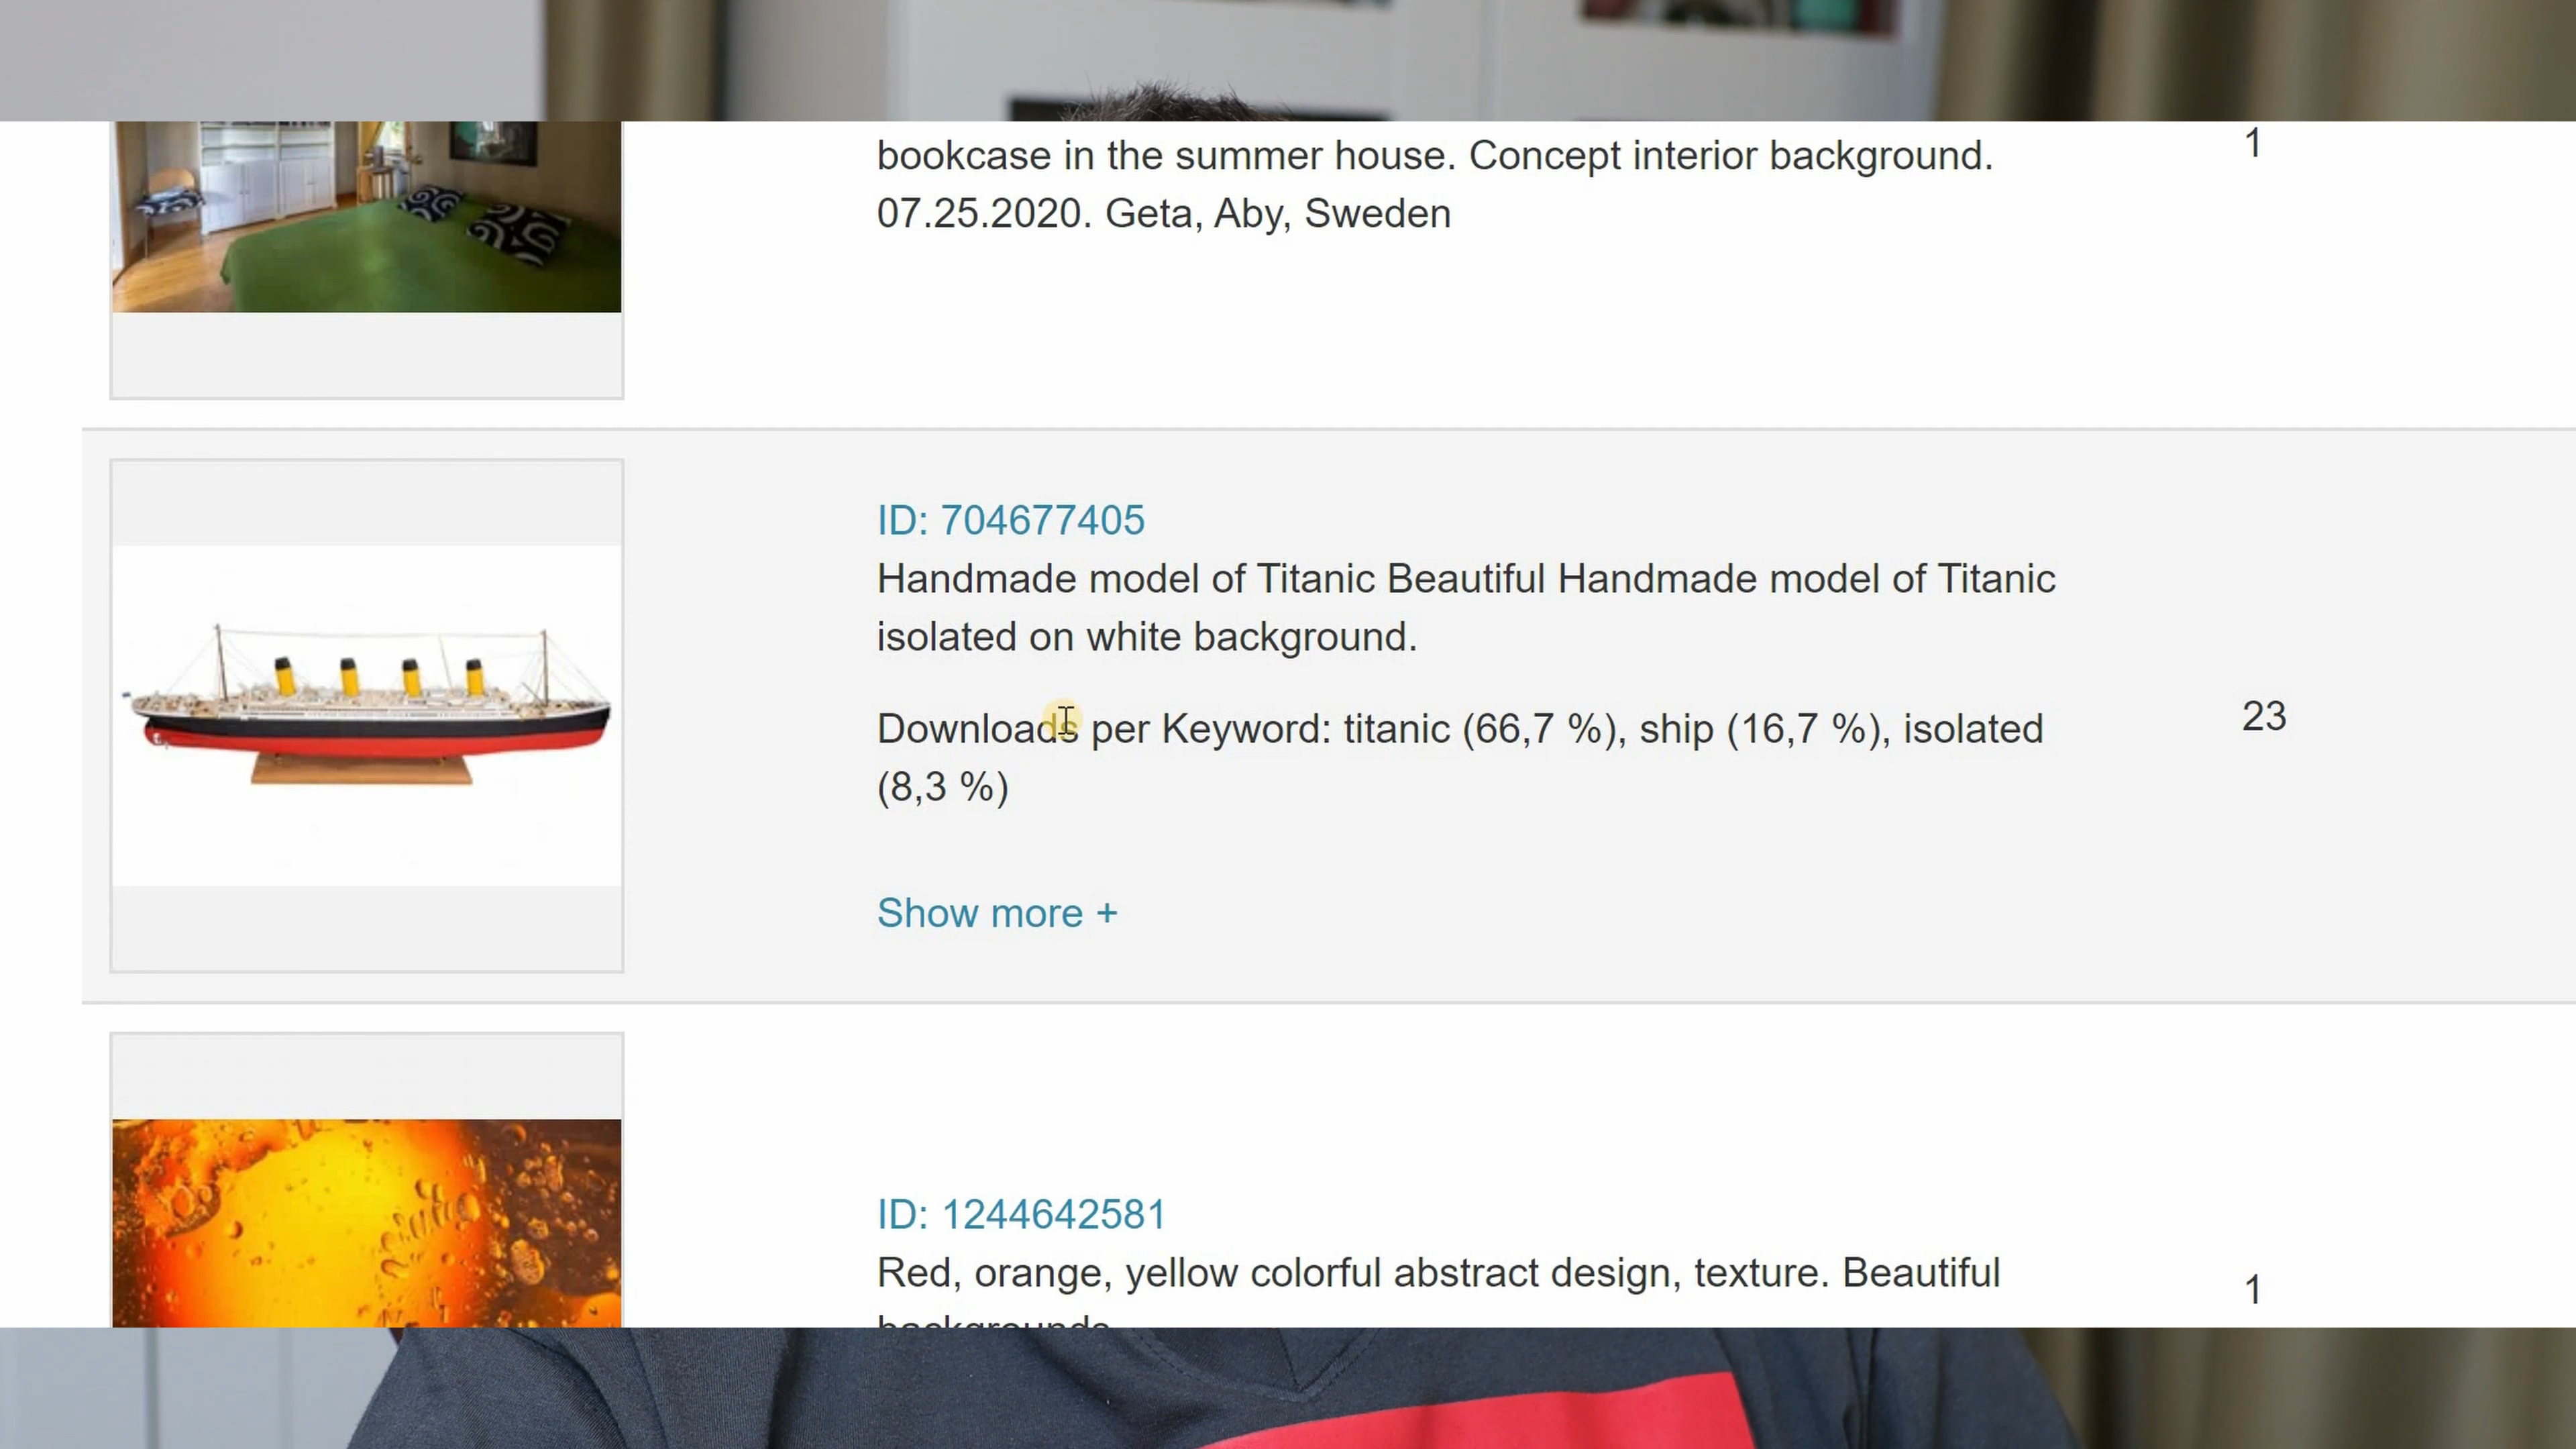 bookcase in the summer house. Concept interior background.
1
07.25.2020. Geta, Aby, Sweden
ID: 704677405
Handmade model of Titanic Beautiful Handmade model of Titanic
isolated on white background.
Downloads per Keyword: titanic (66,7 %), ship (16,7 %), isolated
23
(8,3 %)
Show more +
ID: 1244642581
Red, orange, yellow colorful abstract design, texture. Beautiful
1
backgrounds